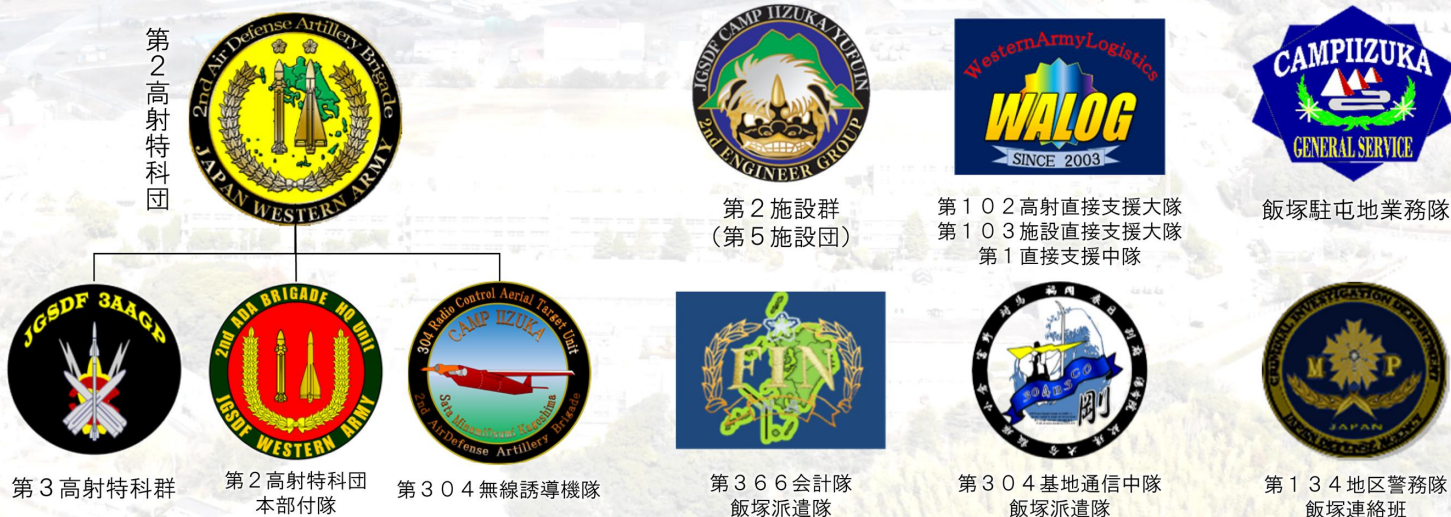 第２高射特科団
2nd Air Defense Artillery Brigade
JAPAN WESTERN ARMY
JGSDF CAMP IIZUKA/YUFUIN
2nd ENGINEER GROUP
第２施設群
（第５施設団）
WesternArmyLogistics
WALOG
SINCE 2003
第１０２高射直接支援大隊
第１０３施設直接支援大隊
第１直接支援中隊
CAMPIIZUKA
GENERAL SERVICE
飯塚駐屯地業務隊
JGSDF 3AAGP
第３高射特科群
2nd ADA BRIGADE HQ Unit
JGSDF WESTERN ARMY
第２高射特科団
本部付隊
304 Radio Control Aerial Target Unit
CAMP IIZUKA
Sata Minamiizumi Kagoshima
2nd AirDefense Artillery Brigade
第３０４無線誘導機隊
FIN
第３６６会計隊
飯塚派遣隊
剛
第３０４基地通信中隊
飯塚派遣隊
CRIMINAL INVESTIGATION DEPARTMENT
M P
JAPAN
第１３４地区警務隊
飯塚連絡班